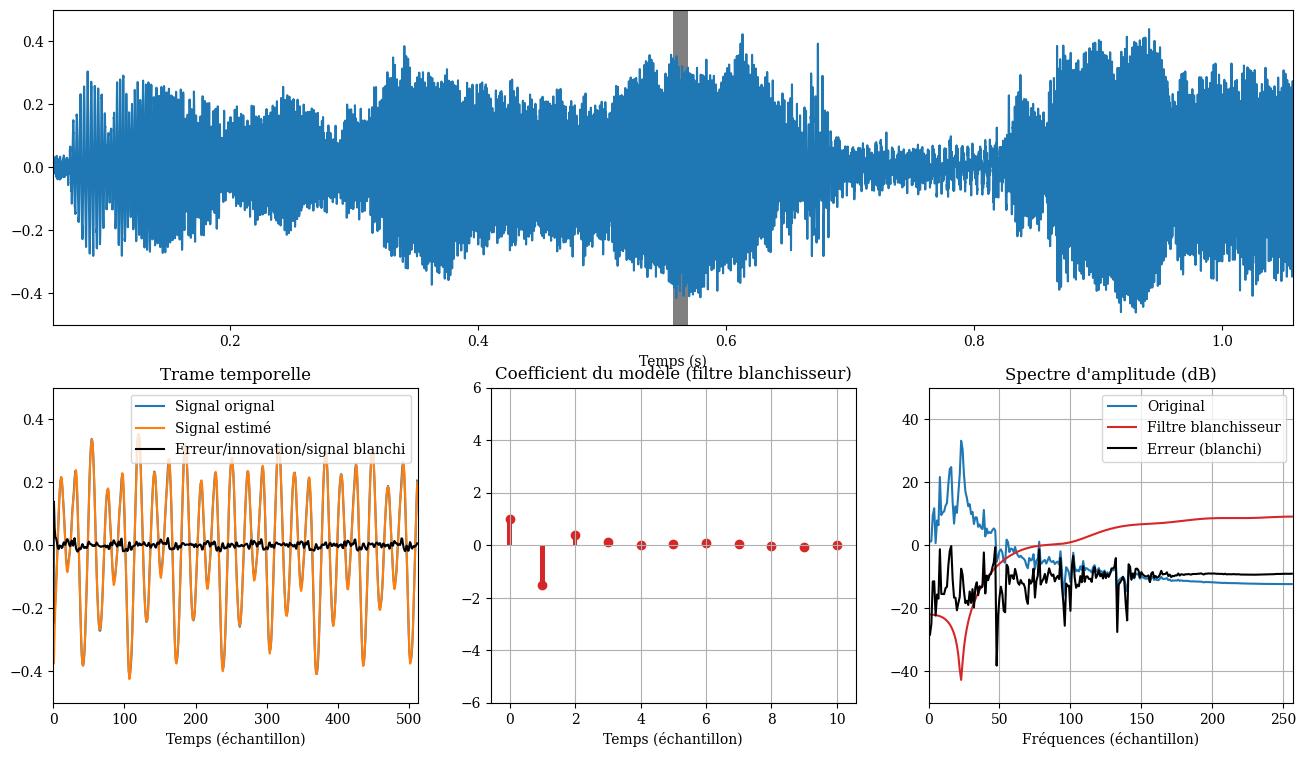 0.4
0.2
0.0
−0.2
−0.4
0.2 0.4 0.6 0.8 1.0
Temps (s)
Trame temporelle
Signal orignal
Signal estimé
Erreur/innovation/signal blanchi
0.4
0.2
0.0
−0.2
−0.4
0 100 200 300 400 500
Temps (échantillon)
Coefficient du modèle (filtre blanchisseur)
6
4
2
0
−2
−4
−6
0 2 4 6 8 10
Temps (échantillon)
Spectre d'amplitude (dB)
Original
Filtre blanchisseur
Erreur (blanchi)
40
20
0
−20
−40
0 50 100 150 200 250
Fréquences (échantillon)